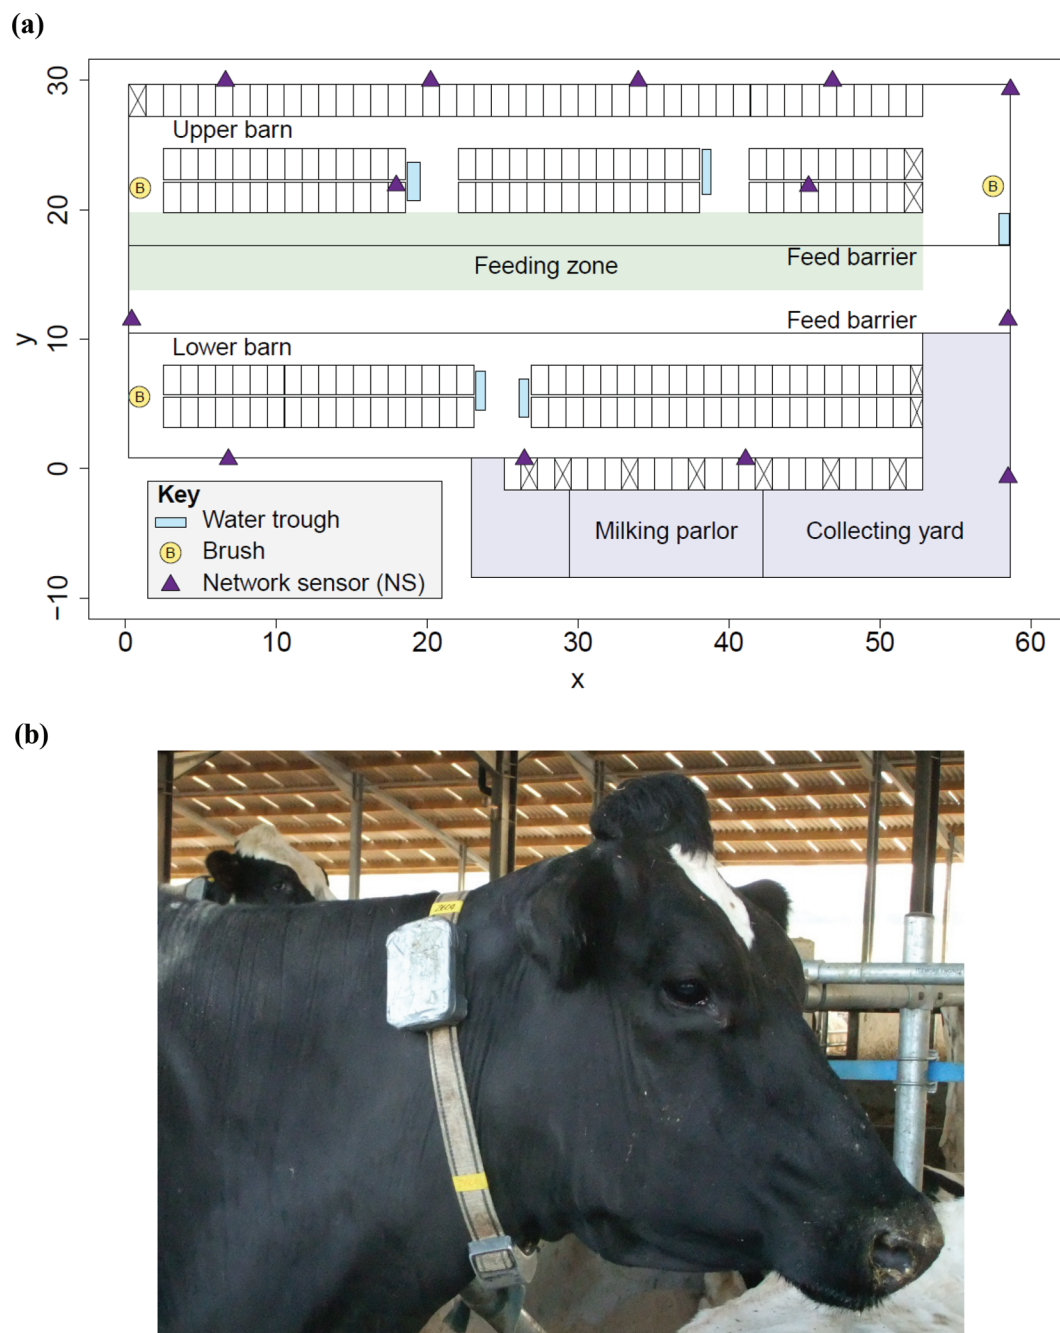 (a)
30
20
10
0
−10
y
Upper barn
B
B
Feed barrier
Feeding zone
Feed barrier
Lower barn
B
Key
Water trough
B
Brush
Network sensor (NS)
Milking parlor
Collecting yard
0
10
20
30
40
50
60
x
(b)